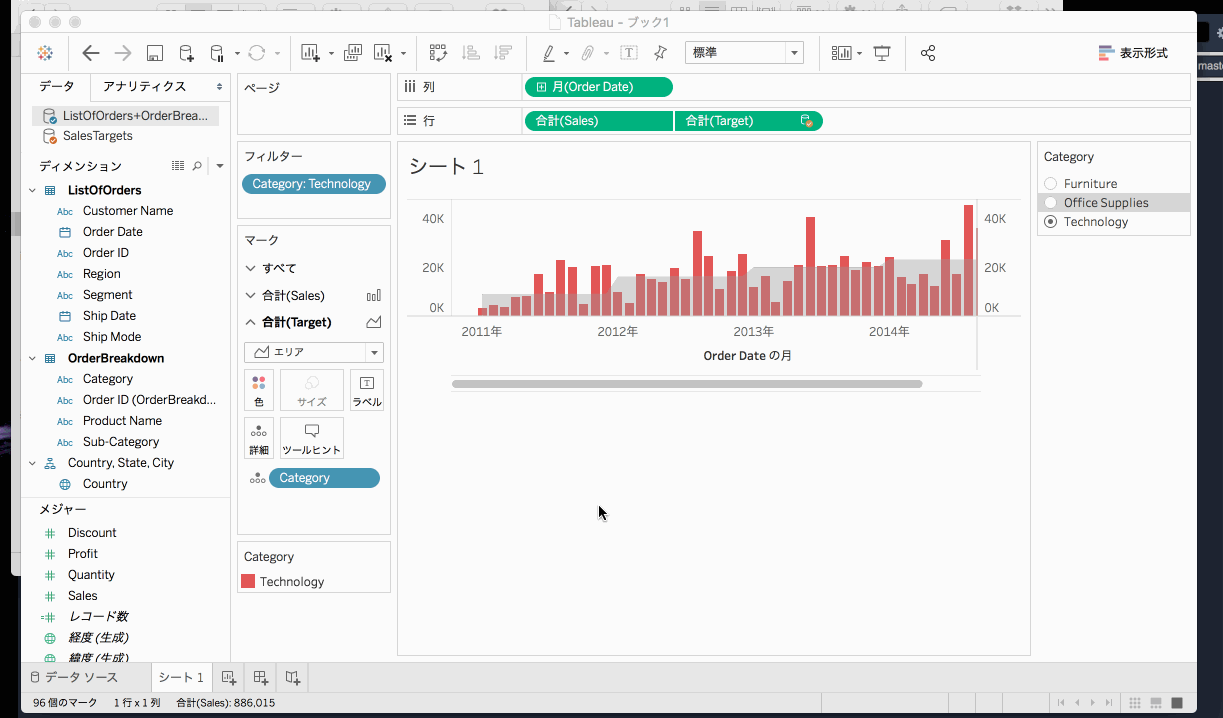 Tableau - ブック1
標準
表示形式
master
データ
アナリティクス
ListOfOrders+OrderBrea...
SalesTargets
ディメンション
ListOfOrders
Abc Customer Name
Order Date
Abc Order ID
Abc Region
Abc Segment
Ship Date
Abc Ship Mode
OrderBreakdown
Abc Category
Abc Order ID (OrderBreakd...
Abc Product Name
Abc Sub-Category
Country, State, City
Country
メジャー
Discount
Profit
Quantity
Sales
レコード数
経度 (生成)
緯度 (生成)
ページ
フィルター
Category: Technology
マーク
すべて
合計(Sales)
合計(Target)
エリア
色
サイズ
ラベル
詳細
ツールヒント
Category
Category
Technology
列
月(Order Date)
行
合計(Sales)
合計(Target)
シート 1
40K
20K
0K
40K
20K
0K
2011年
2012年
2013年
2014年
Order Date の月
Category
Furniture
Office Supplies
Technology
データ ソース
シート 1
96 個のマーク
1 行 x 1 列
合計(Sales): 886,015